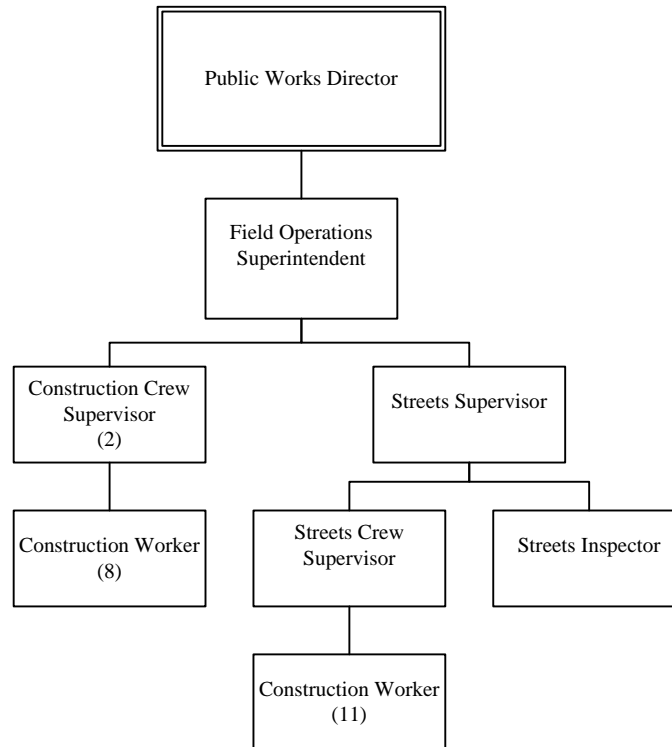 Public Works Director
Field Operations
Superintendent
Construction Crew
Supervisor
(2)
Streets Supervisor
Construction Worker
(8)
Streets Crew
Supervisor
Streets Inspector
Construction Worker
(11)